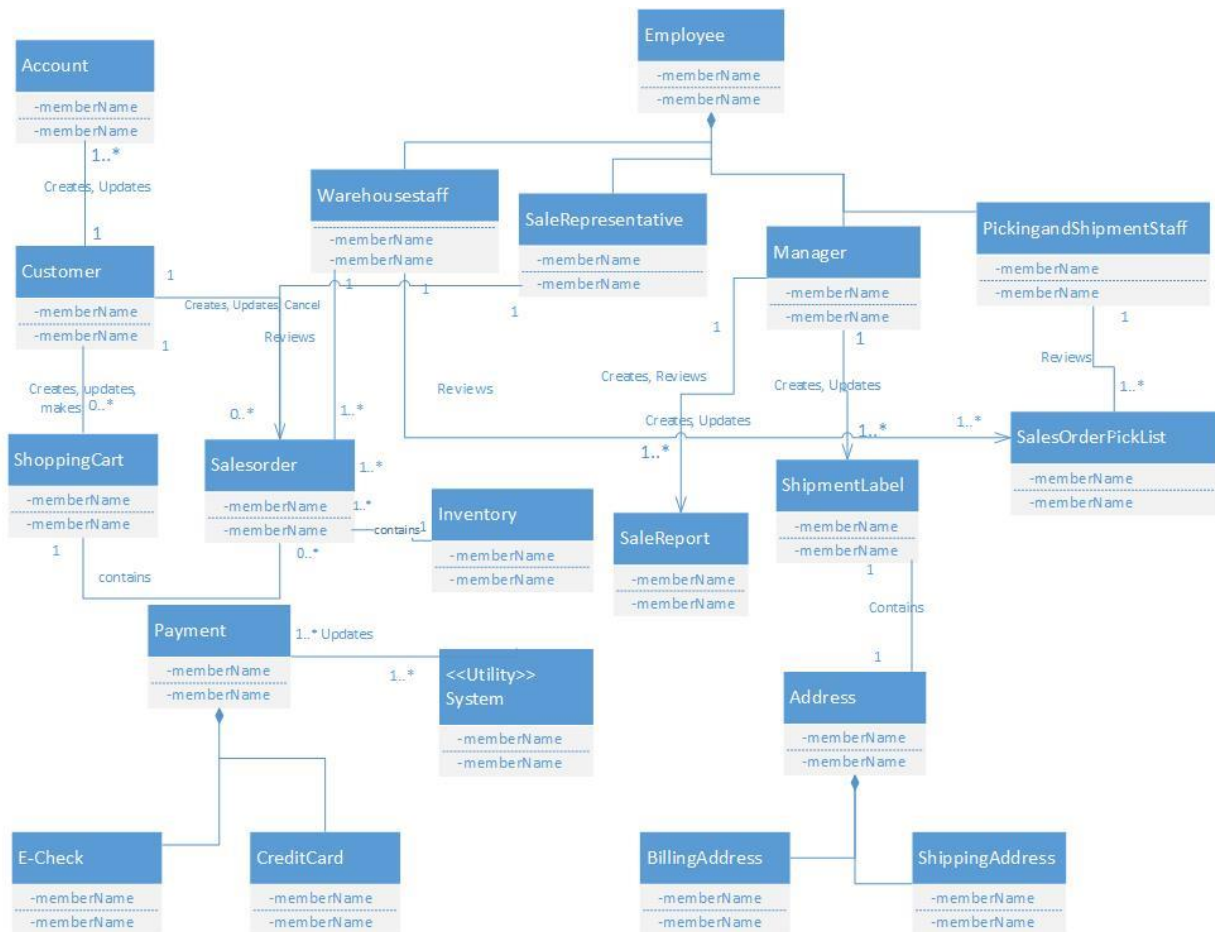 Employee
-memberName
-memberName
Account
-memberName
-memberName
1..*
Creates, Updates
1
Warehousestaff
-memberName
-memberName
1
1
SaleRepresentative
-memberName
-memberName
1
Manager
-memberName
-memberName
1
1
PickingandShipmentStaff
-memberName
-memberName
1
Customer
-memberName
-memberName
1
1
Creates, Updates, Cancel
Reviews
Reviews
Creates, Reviews
Creates, Updates
Creates, Updates
Reviews
Creates, updates,
makes
0..*
0..*
1..*
1..*
1..*
1..*
1..*
ShoppingCart
-memberName
-memberName
1
Salesorder
-memberName
-memberName
1..*
1..*
0..*
contains
1
contains
Inventory
-memberName
-memberName
SaleReport
-memberName
-memberName
ShipmentLabel
-memberName
-memberName
1
Contains
1
SalesOrderPickList
-memberName
-memberName
Payment
-memberName
-memberName
1..* Updates
1..*
<<Utility>>
System
-memberName
-memberName
Address
-memberName
-memberName
E-Check
-memberName
-memberName
CreditCard
-memberName
-memberName
BillingAddress
-memberName
-memberName
ShippingAddress
-memberName
-memberName